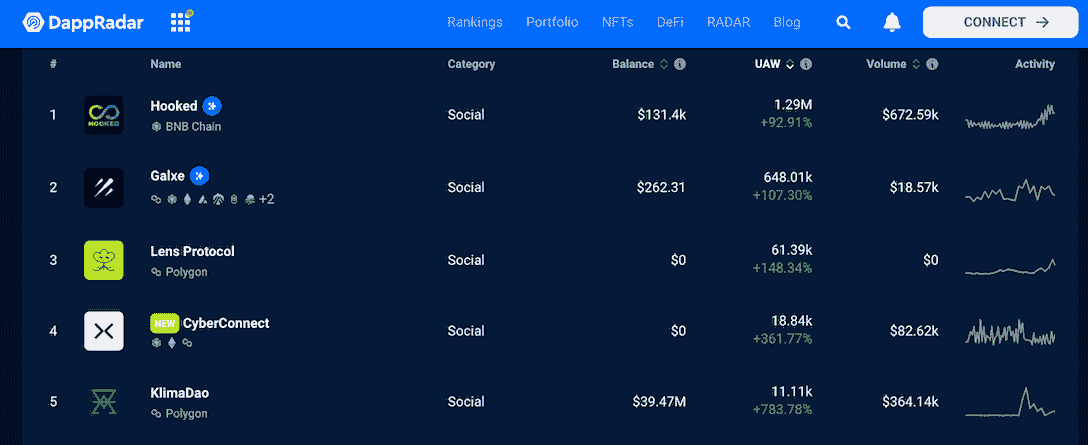 DappRadar Rankings Portfolio NFTs DeFi RADAR Blog CONNECT →
# Name Category Balance UAW Volume Activity
1 HOOKED Hooked Social $131.4k 1.29M $672.59k
BNB Chain +92.91%
2 Galxe Social $262.31 648.01k $18.57k
+2 +107.30%
3 Lens Protocol Social $0 61.39k $0
Polygon +148.34%
4 NEW CyberConnect Social $0 18.84k $82.62k
+361.77%
5 KlimaDao Social $39.47M 11.11k $364.14k
Polygon +783.78%